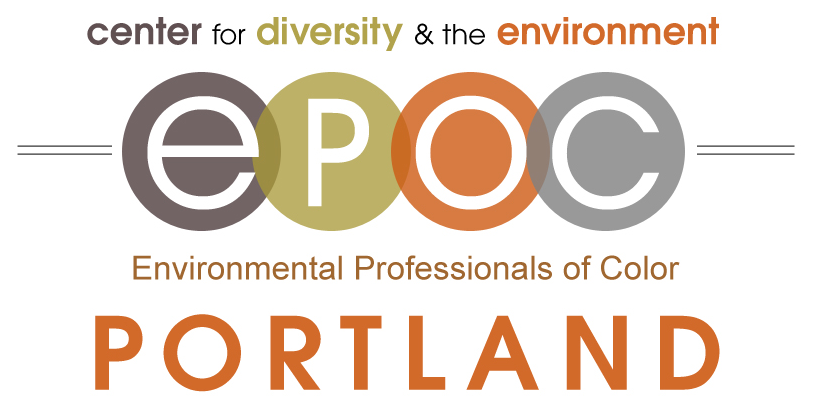 center for diversity & the environment
ePOC
Environmental Professionals of Color
PORTLAND